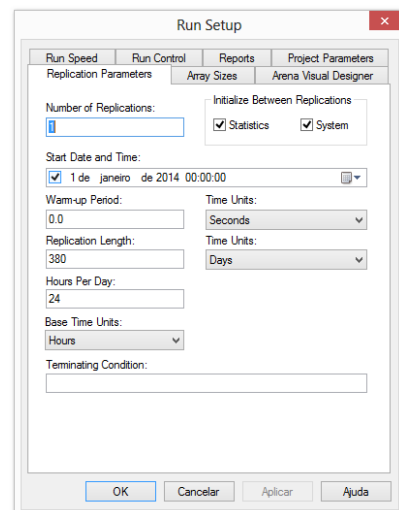 Run Setup
Run Speed Run Control Reports Project Parameters
Replication Parameters Array Sizes Arena Visual Designer
Number of Replications:
1
Initialize Between Replications
Statistics System
Start Date and Time:
1 de janeiro de 2014 00:00:00
Warm-up Period: Time Units:
0.0 Seconds
Replication Length: Time Units:
380 Days
Hours Per Day:
24
Base Time Units:
Hours
Terminating Condition:
OK Cancelar Aplicar Ajuda